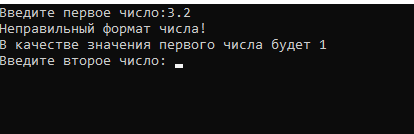 Введите первое число:3.2
Неправильный формат числа!
В качестве значения первого числа будет 1
Введите второе число: